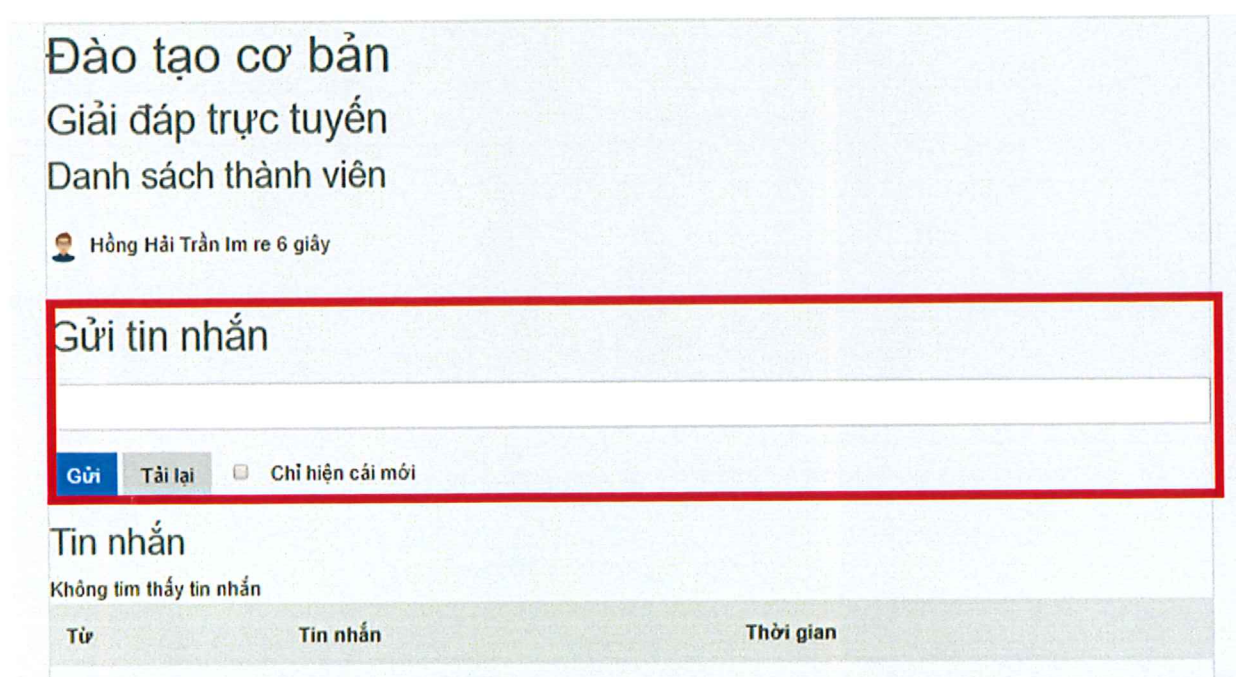 Đào tạo cơ bản
Giải đáp trực tuyến
Danh sách thành viên
Hồng Hải Trần Im re 6 giây
Gửi tin nhắn
Gửi Tải lại Chỉ hiện cái mới
Tin nhắn
Không tìm thấy tin nhắn
Từ Tin nhắn Thời gian